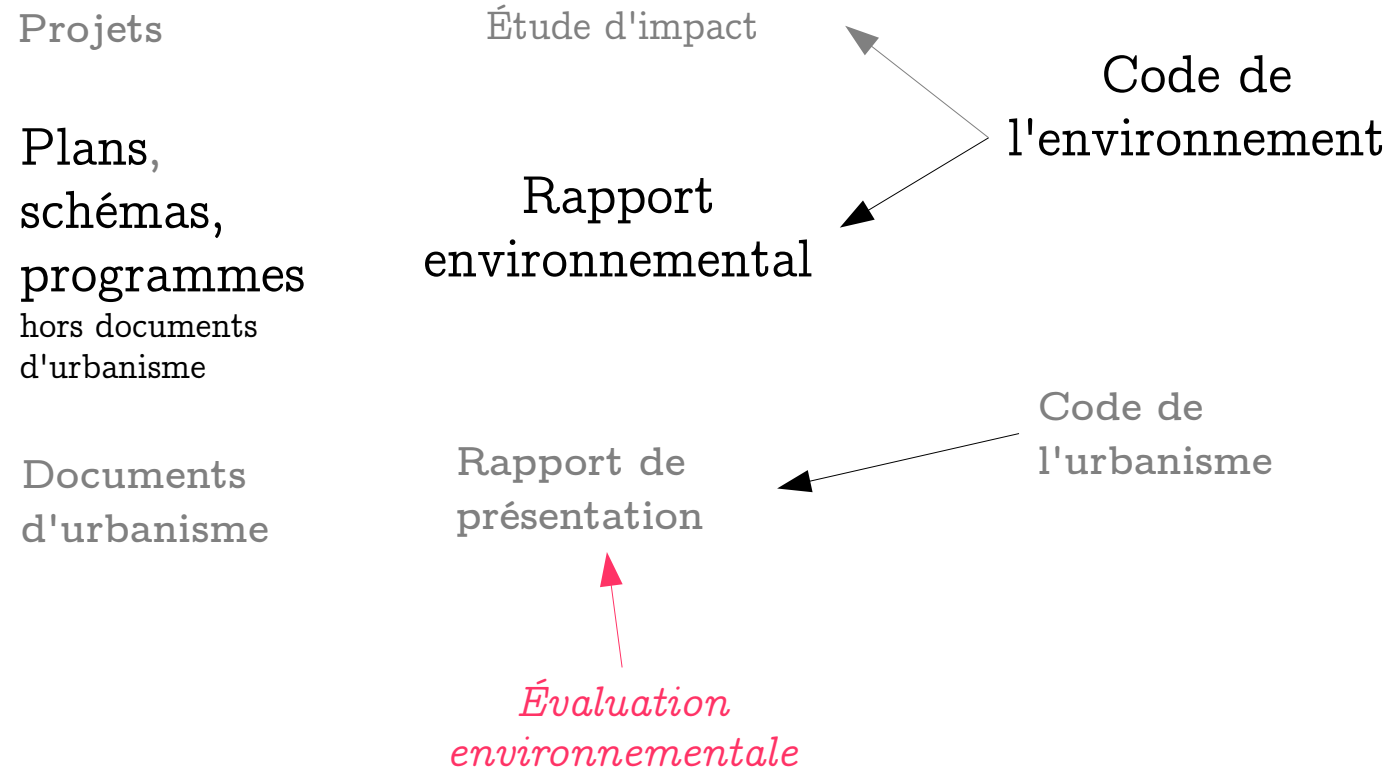 Projets
Étude d'impact
Code de
l'environnement
Plans,
schémas,
programmes
hors documents
d'urbanisme
Rapport
environnemental
Code de
l'urbanisme
Documents
d'urbanisme
Rapport de
présentation
Évaluation
environnementale